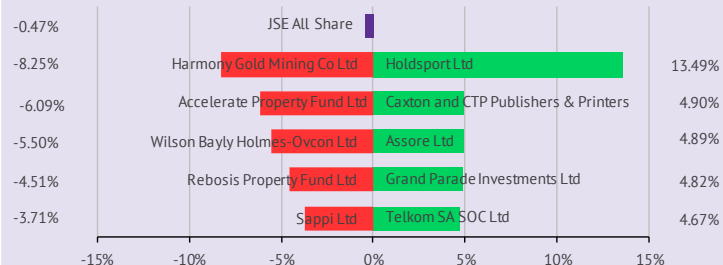 -0.47% JSE All Share
-8.25% Harmony Gold Mining Co Ltd Holdsport Ltd 13.49%
-6.09% Accelerate Property Fund Ltd Caxton and CTP Publishers & Printers 4.90%
-5.50% Wilson Bayly Holmes-Ovcon Ltd Assore Ltd 4.89%
-4.51% Rebosis Property Fund Ltd Grand Parade Investments Ltd 4.82%
-3.71% Sappi Ltd Telkom SA SOC Ltd 4.67%
-15% -10% -5% 0% 5% 10% 15%